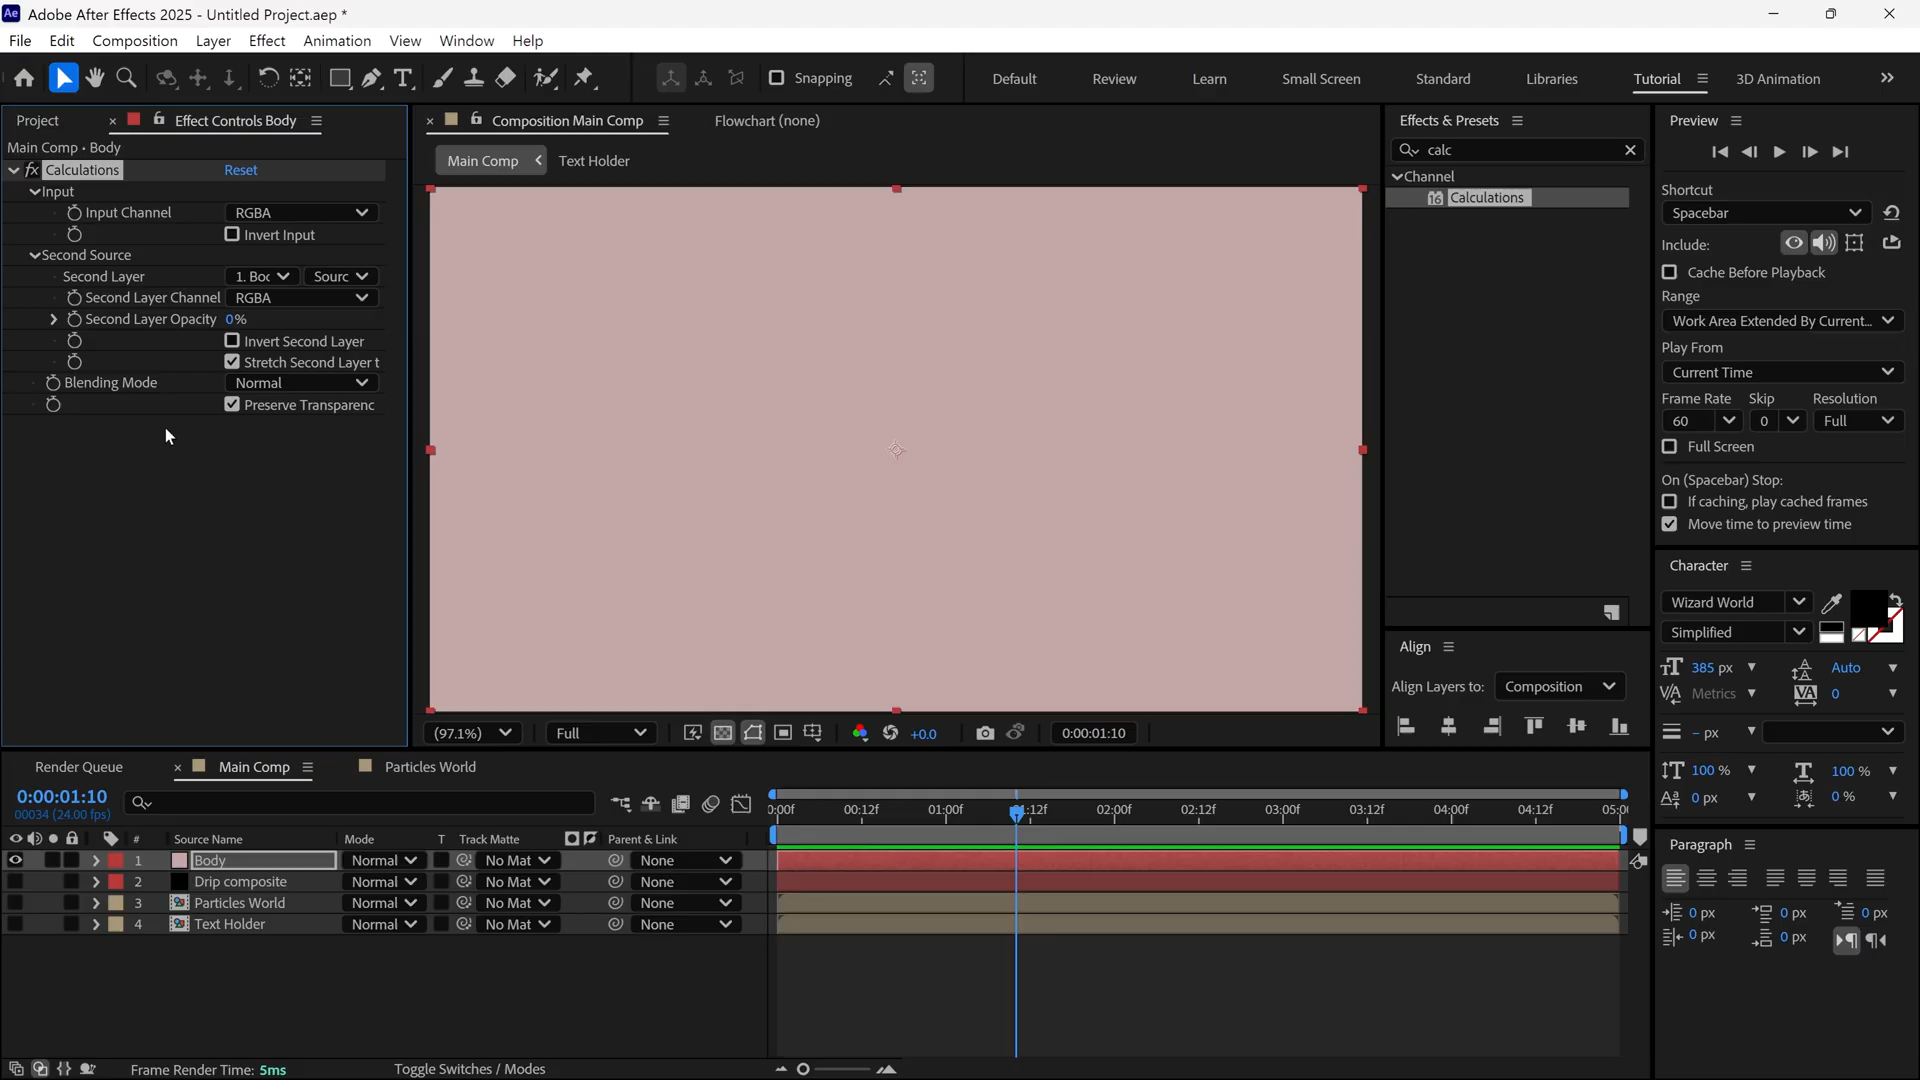 Adobe After Effects 2025 - Untitled Project.aep *
File Edit Composition Layer Effect Animation View Window Help
Snapping Default Review Learn Small Screen Standard Libraries Tutorial 3D Animation
Project
Effect Controls Body
Main Comp • Body
fx Calculations Reset
Input
Input Channel RGBA
Invert Input
Second Source
Second Layer 1. Boc Sourc
Second Layer Channel RGBA
Second Layer Opacity 0%
Invert Second Layer
Stretch Second Layer t
Blending Mode Normal
Preserve Transparenc
Composition Main Comp Flowchart (none)
Main Comp Text Holder
(97.1%) Full +0.0 0:00:01:10
Effects & Presets
calc
Channel
16 Calculations
Align
Align Layers to: Composition
Preview
Shortcut
Spacebar
Include:
Cache Before Playback
Range
Work Area Extended By Current...
Play From
Current Time
Frame Rate Skip Resolution
60 0 Full
Full Screen
On (Spacebar) Stop:
If caching, play cached frames
Move time to preview time
Character
Wizard World
Simplified
385 px Auto
Metrics 0
- px
100 % 100 %
0 px 0 %
Paragraph
0 px 0 px 0 px
0 px 0 px
Render Queue Main Comp Particles World
0:00:01:10
00034 (24.00 fps)
# Source Name Mode T Track Matte Parent & Link
1 Body Normal No Mat None
2 Drip composite Normal No Mat None
3 Particles World Normal No Mat None
4 Text Holder Normal No Mat None
00:12f 01:00f 02:00f 02:12f 03:00f 03:12f 04:00f 04:12f
Frame Render Time: 5ms Toggle Switches / Modes